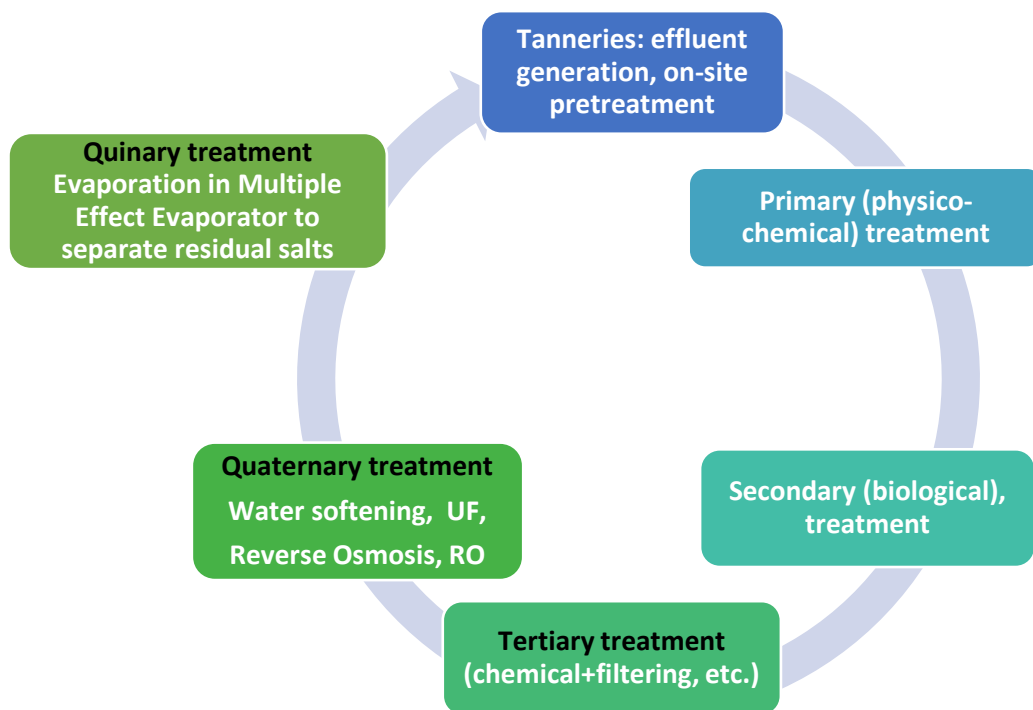 Tanneries: effluent
generation, on-site
pretreatment
Primary (physico-
chemical) treatment
Secondary (biological),
treatment
Tertiary treatment
(chemical+filtering, etc.)
Quaternary treatment
Water softening, UF,
Reverse Osmosis, RO
Quinary treatment
Evaporation in Multiple
Effect Evaporator to
separate residual salts